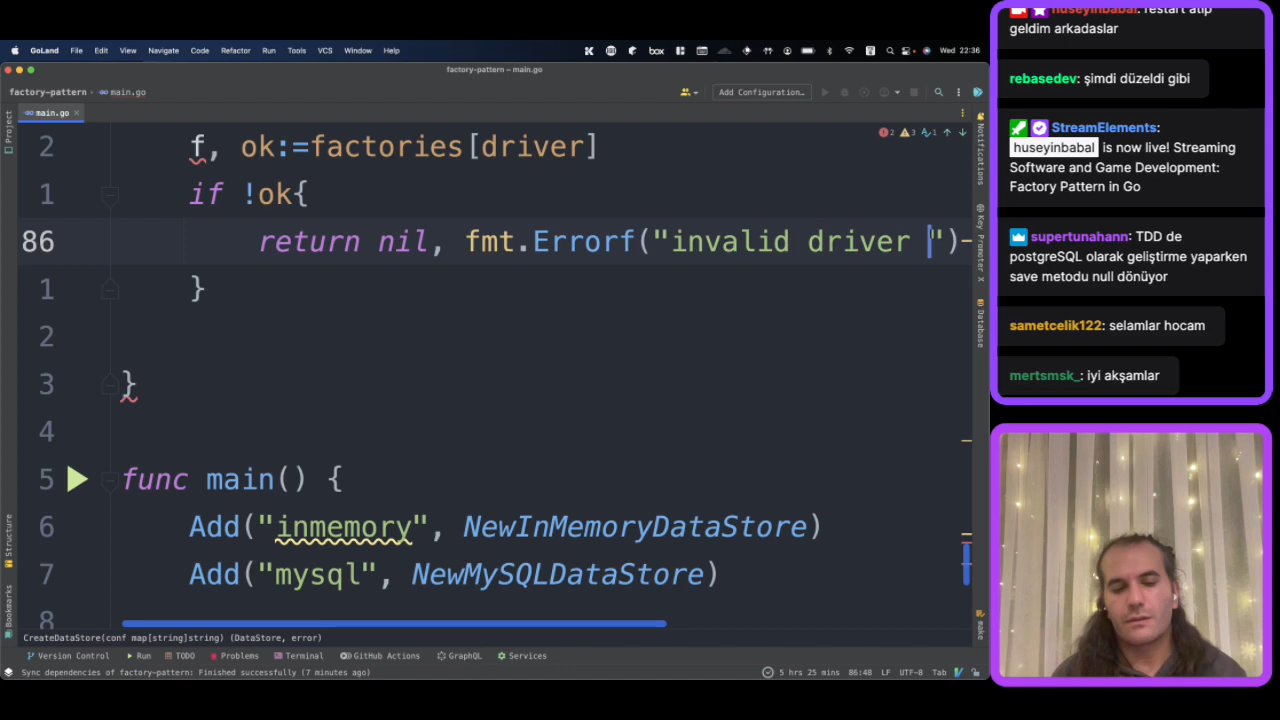 GoLand File Edit View Navigate Code Refactor Run Tools VCS Window Help
box
Wed 22:36
factory-pattern – main.go
factory-pattern
main.go
Add Configuration...
main.go
Project
2 3 1
2 f, ok:=factories[driver]
1 if !ok{
86 return nil, fmt.Errorf("invalid driver ")
1 }
2
3 }
4
5 func main() {
6 Add("inmemory", NewInMemoryDataStore)
7 Add("mysql", NewMySQLDataStore)
8
Notifications
Key Promoter X
Database
make
Structure
Bookmarks
CreateDataStore(conf map[string]string) (DataStore, error)
Version Control Run TODO Problems Terminal GitHub Actions GraphQL Services
Sync dependencies of factory-pattern: Finished successfully (7 minutes ago)
5 hrs 25 mins 86:48 LF UTF-8 Tab
huseyinbabal: restart atip
geldim arkadaslar
rebasedev: şimdi düzeldi gibi
StreamElements:
huseyinbabal is now live! Streaming
Software and Game Development:
Factory Pattern in Go
supertunahann: TDD de
postgreSQL olarak geliştirme yaparken
save metodu null dönüyor
sametcelik122: selamlar hocam
mertsmsk_: iyi akşamlar